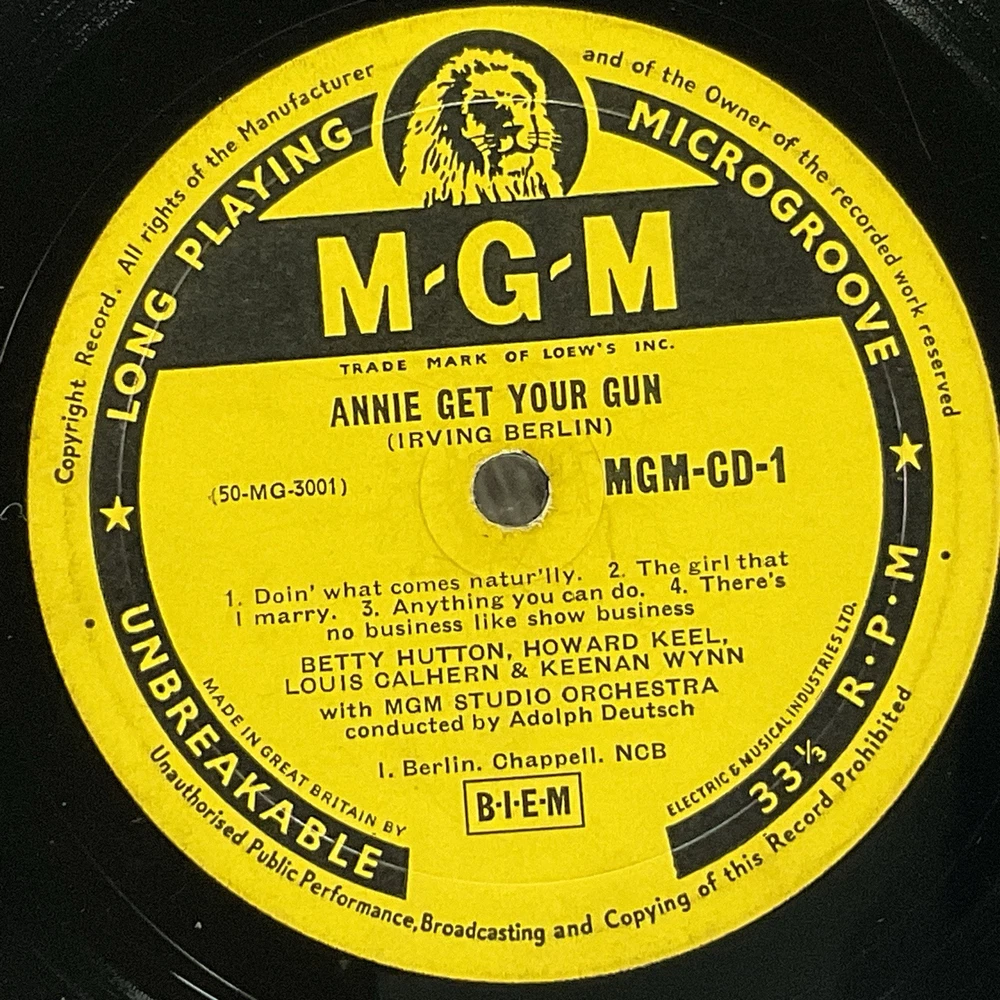 Copyright Record. All rights of the Manufacturer and of the Owner of the recorded work reserved
LONG PLAYING MICROGROOVE
M-G-M
TRADE MARK OF LOEW'S INC.
ANNIE GET YOUR GUN
(IRVING BERLIN)
(50-MG-3001)
MGM-CD-1
1. Doin' what comes natur'lly. 2. The girl that
I marry. 3. Anything you can do. 4. There's
no business like show business
BETTY HUTTON, HOWARD KEEL,
LOUIS CALHERN & KEENAN WYNN
with MGM STUDIO ORCHESTRA
conducted by Adolph Deutsch
1. Berlin. Chappell. NCB
B·I·E·M
MADE IN GREAT BRITAIN BY ELECTRIC & MUSICAL INDUSTRIES LTD.
UNBREAKABLE
33⅓ R·P·M
Unauthorised Public Performance, Broadcasting and Copying of this Record Prohibited